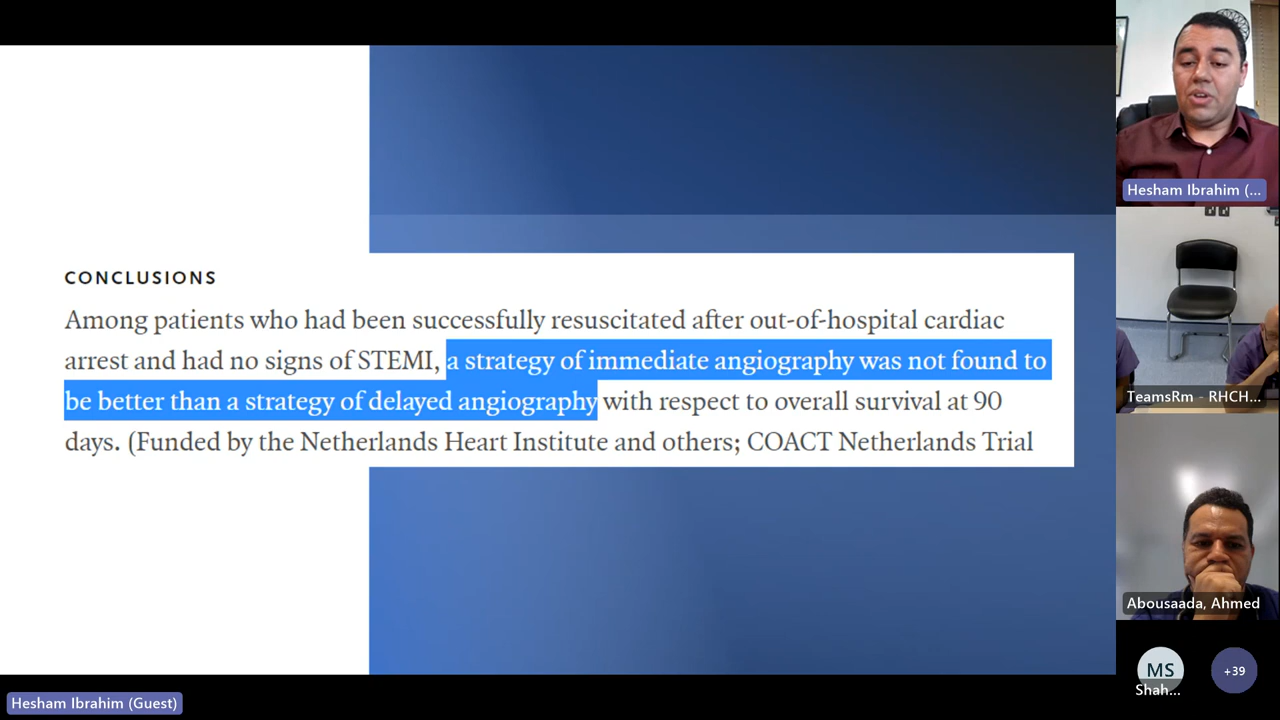 CONCLUSIONS
Among patients who had been successfully resuscitated after out-of-hospital cardiac
arrest and had no signs of STEMI, a strategy of immediate angiography was not found to
be better than a strategy of delayed angiography with respect to overall survival at 90
days. (Funded by the Netherlands Heart Institute and others; COACT Netherlands Trial
Hesham Ibrahim (...
TeamsRm - RHCH...
Abousaada, Ahmed
MS
Shah...
+39
Hesham Ibrahim (Guest)